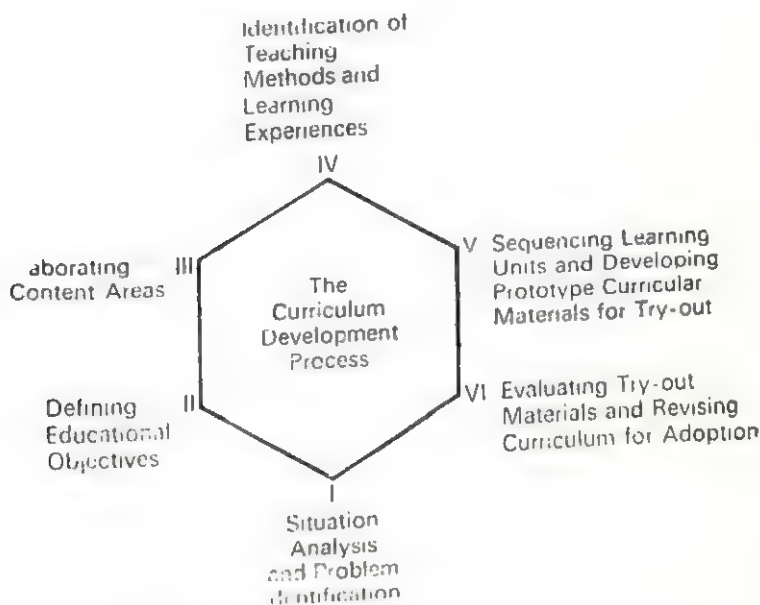 Identification of
Teaching
Methods and
Learning
Experiences
IV
III
aborating
Content Areas
The
Curriculum
Development
Process
V Sequencing Learning
Units and Developing
Prototype Curricular
Materials for Try-out
II
Defining
Educational
Objectives
VI Evaluating Try-out
Materials and Revising
Curriculum for Adoption
I
Situation
Analysis
and Problem
Identification